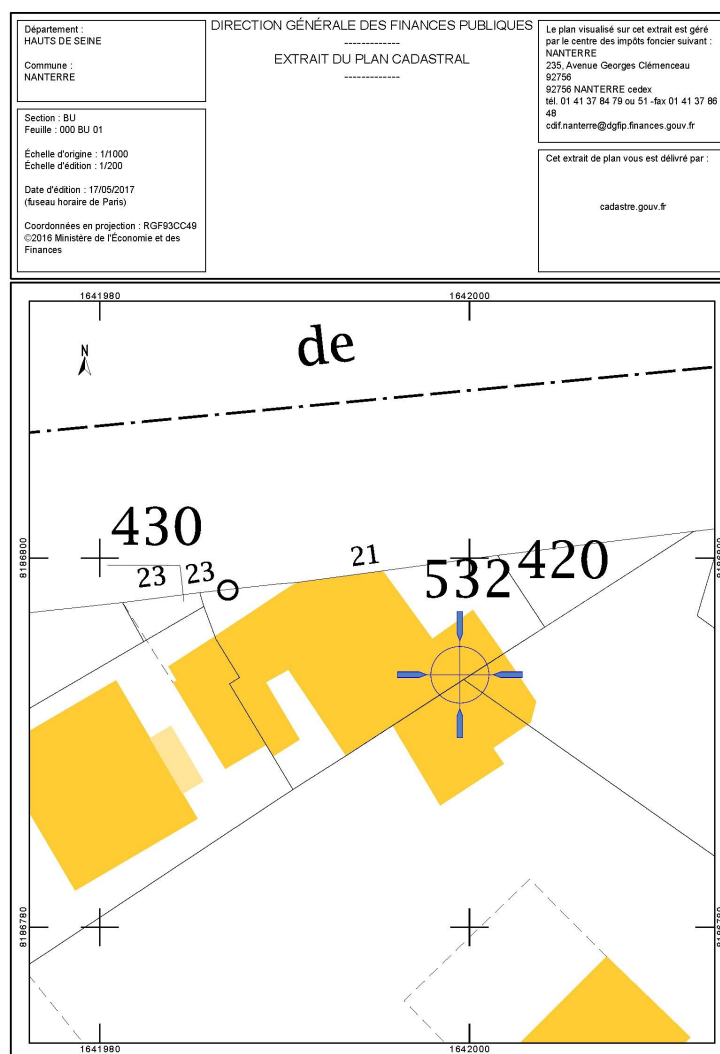 Département :
HAUTS DE SEINE
Commune :
NANTERRE
Section : BU
Feuille : 000 BU 01
Échelle d'origine : 1/1000
Échelle d'édition : 1/200
Date d'édition : 17/05/2017
(fuseau horaire de Paris)
Coordonnées en projection : RGF93CC49
©2016 Ministère de l'Économie et des
Finances
DIRECTION GÉNÉRALE DES FINANCES PUBLIQUES
-------------
EXTRAIT DU PLAN CADASTRAL
-------------
Le plan visualisé sur cet extrait est géré
par le centre des impôts foncier suivant :
NANTERRE
235, Avenue Georges Clémenceau
92756
92756 NANTERRE cedex
tél. 01 41 37 84 79 ou 51 -fax 01 41 37 86
48
cdif.nanterre@dgfip.finances.gouv.fr
Cet extrait de plan vous est délivré par :
cadastre.gouv.fr
1641980
1642000
N
de
430
8186800
23
23
21
532
420
8186800
8186780
8186780
1641980
1642000